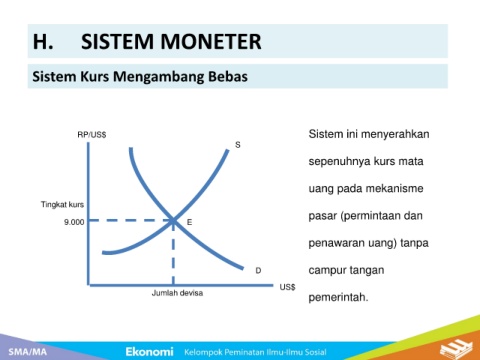 H. SISTEM MONETER
Sistem Kurs Mengambang Bebas
RP/US$
S
Tingkat kurs
9.000
E
D
US$
Jumlah devisa
Sistem ini menyerahkan
sepenuhnya kurs mata
uang pada mekanisme
pasar (permintaan dan
penawaran uang) tanpa
campur tangan
pemerintah.
SMA/MA
Ekonomi Kelompok Peminatan Ilmu-Ilmu Sosial